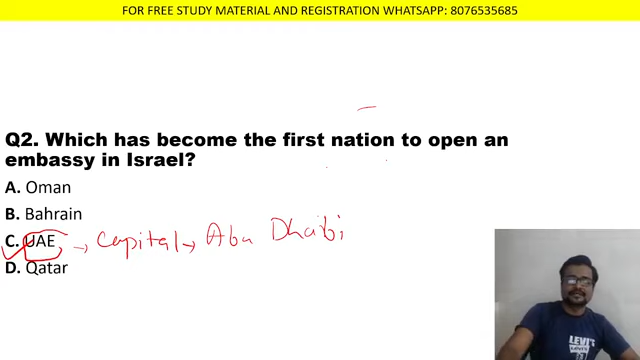 FOR FREE STUDY MATERIAL AND REGISTRATION WHATSAPP: 8076535685
Q2. Which has become the first nation to open an
embassy in Israel?
A. Oman
B. Bahrain
C. UAE → Capital → Abu Dhaibi
D. Qatar
LEVI'S